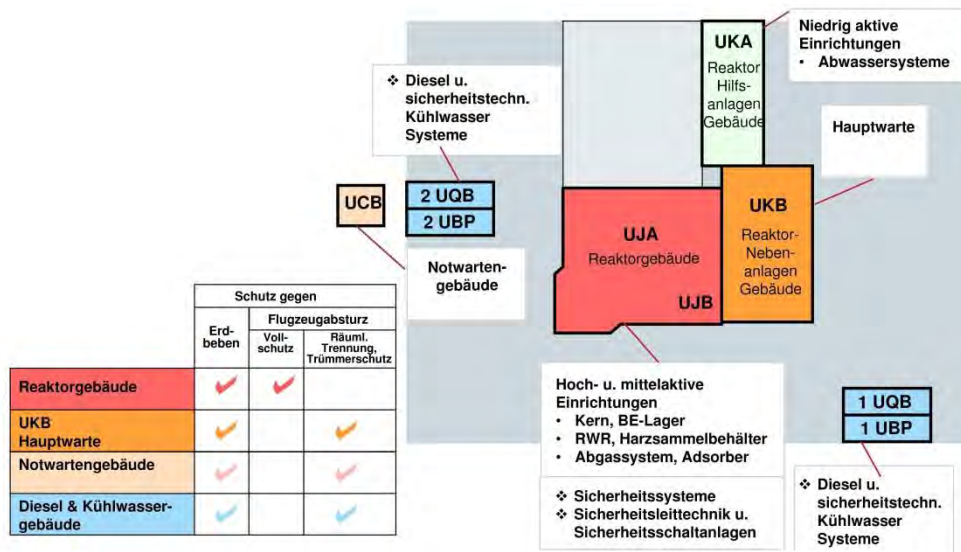 UKA
Reaktor
Hilfs-
anlagen
Gebäude
Niedrig aktive
Einrichtungen
• Abwassersysteme
❖ Diesel u.
sicherheitstechn.
Kühlwasser
Systeme
Hauptwarte
UCB
2 UQB
2 UBP
UJA
Reaktorgebäude
UJB
UKB
Reaktor-
Neben-
anlagen
Gebäude
Notwarten-
gebäude
Schutz gegen
Erd-
beben
Flugzeugabsturz
Voll-
schutz
Räuml.
Trennung,
Trümmerschutz
Reaktorgebäude
UKB
Hauptwarte
Notwartengebäude
Diesel & Kühlwasser-
gebäude
Hoch- u. mittelaktive
Einrichtungen
• Kern, BE-Lager
• RWR, Harzsammelbehälter
• Abgassystem, Adsorber
❖ Sicherheitssysteme
❖ Sicherheitsleittechnik u.
Sicherheitsschaltanlagen
1 UQB
1 UBP
❖ Diesel u.
sicherheitstechn.
Kühlwasser
Systeme